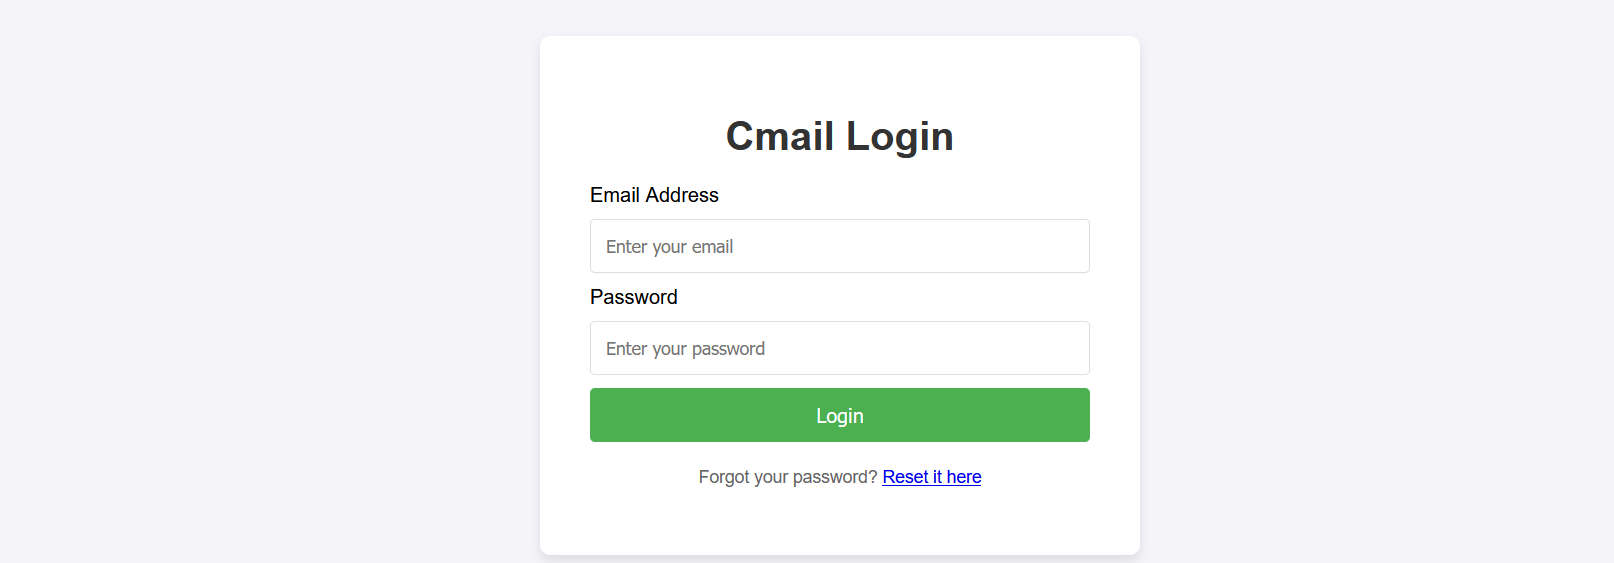 Cmail Login
Email Address
Enter your email
Password
Enter your password
Login
Forgot your password? Reset it here